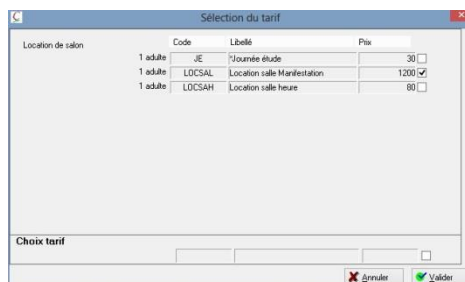 Sélection du tarif
Code Libellé Prix
Location de salon
1 adulte JE *Journée étude 30
1 adulte LOCSAL Location salle Manifestation 1200
1 adulte LOCSAH Location salle heure 80
Choix tarif
Annuler Valider